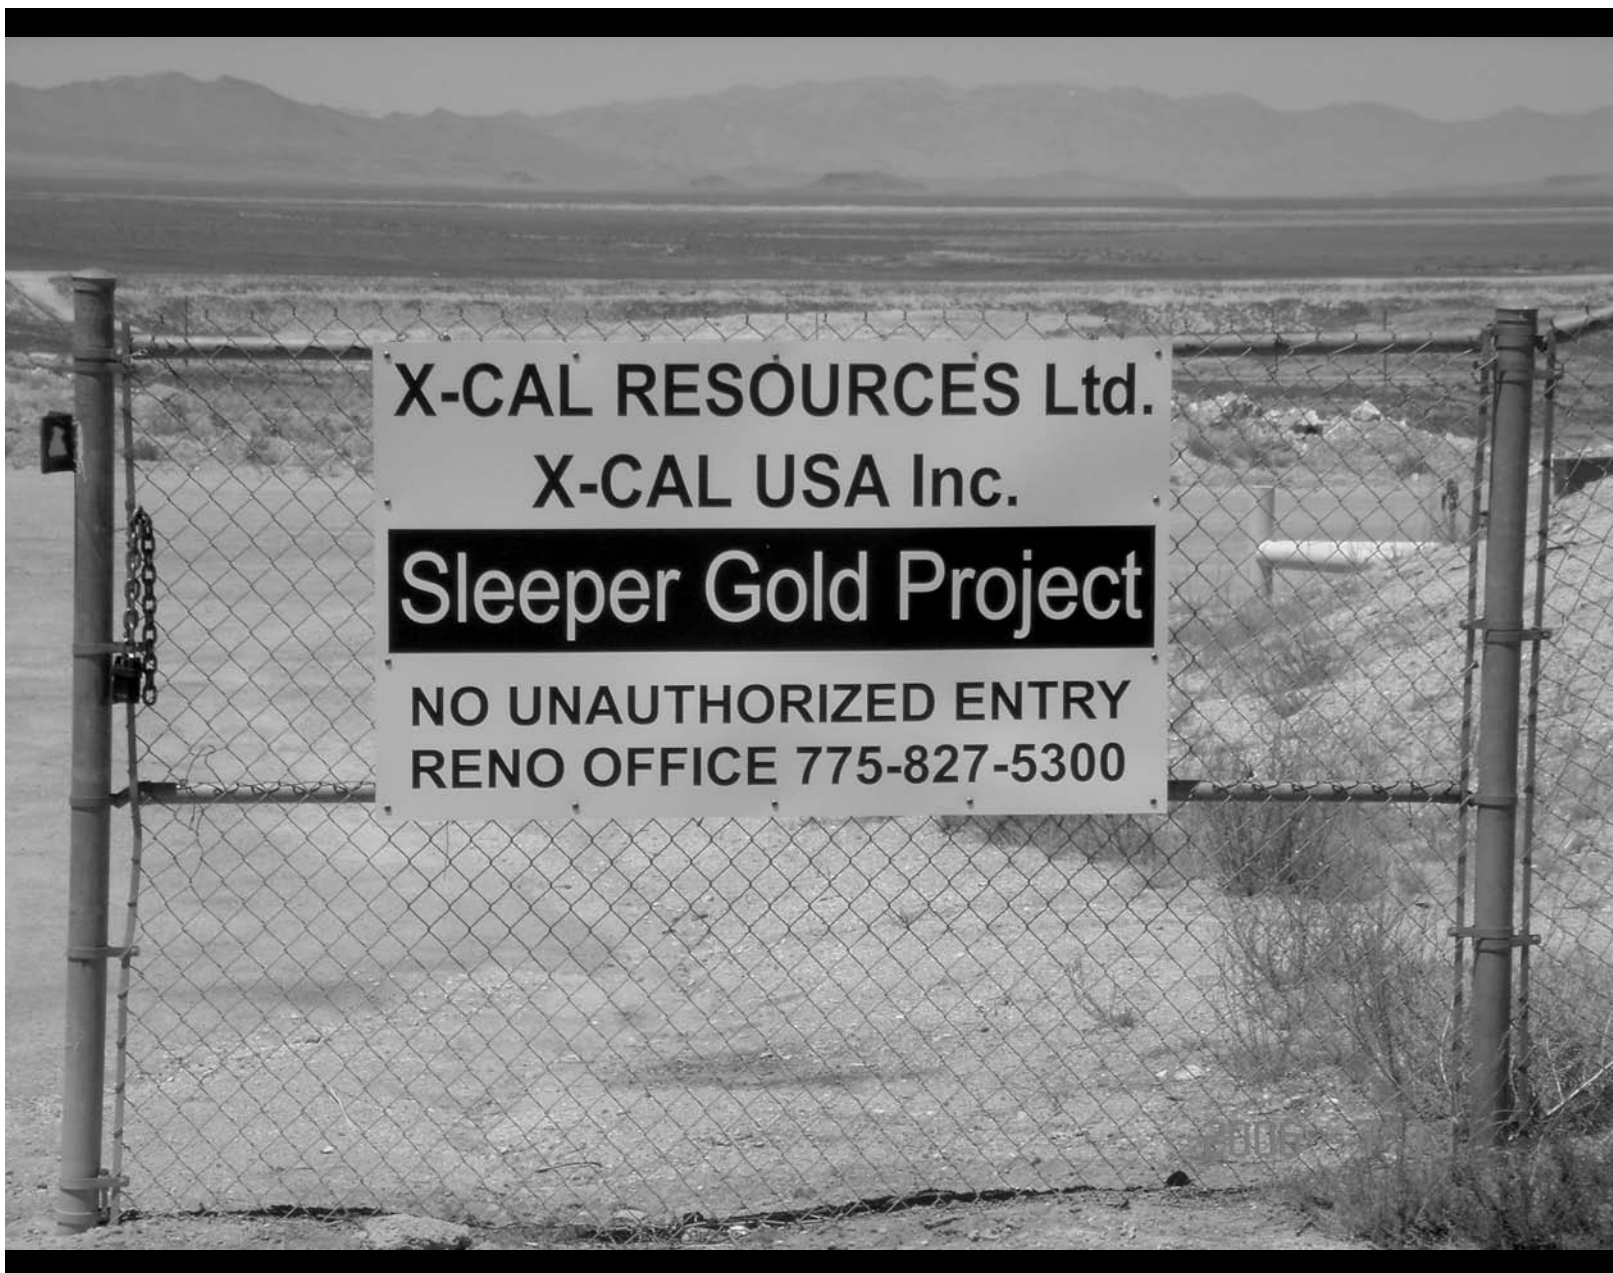 X-CAL RESOURCES Ltd.
X-CAL USA Inc.
Sleeper Gold Project
NO UNAUTHORIZED ENTRY
RENO OFFICE 775-827-5300